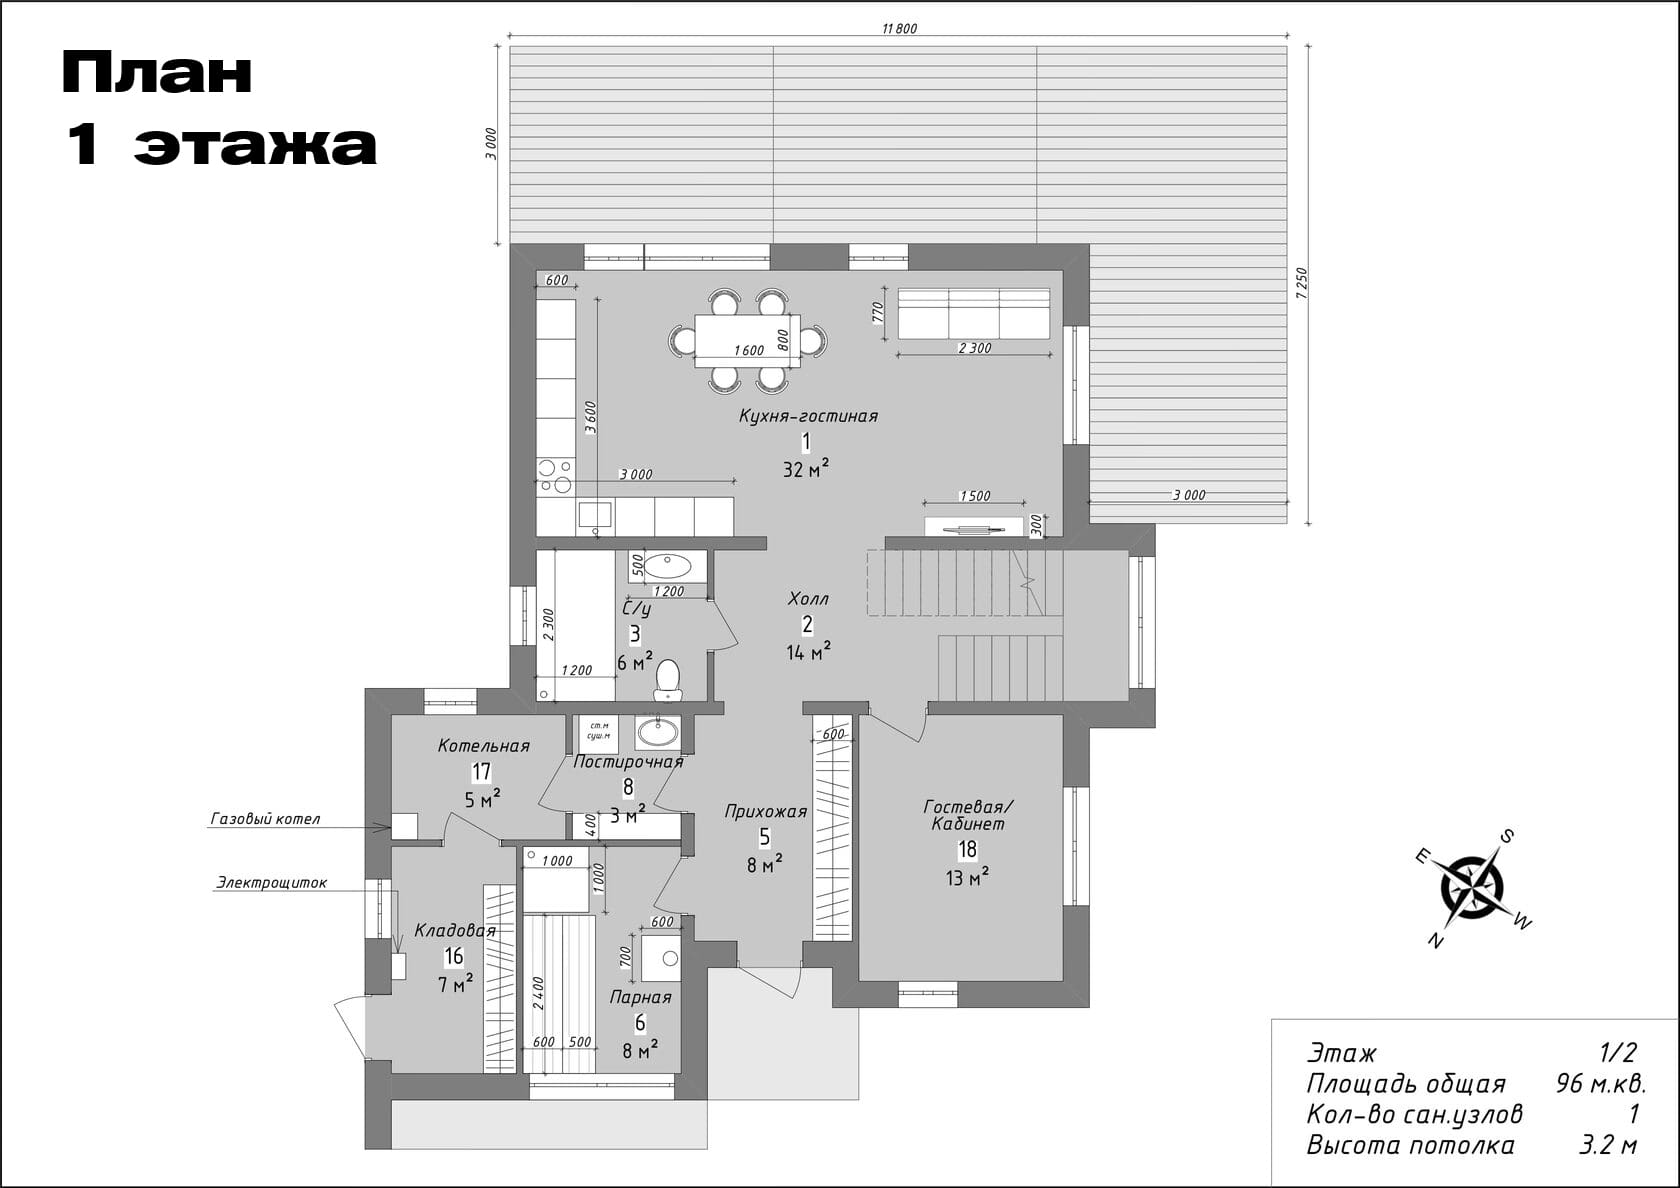 План
1 этажа
11 800
3 000
7 250
600
1 600
800
770
2 300
3 600
Кухня-гостиная
1
32 м²
3 000
1 500
300
3 000
500
1 200
2 300
С/у
3
6 м²
1 200
Холл
2
14 м²
Котельная
17
5 м²
ст.м
суш.м
Постирочная
8
3 м²
400
600
Прихожая
5
8 м²
Гостевая/
Кабинет
18
13 м²
Газовый котел
Электрощиток
1 000
1 000
Кладовая
16
7 м²
600
700
2 400
Парная
6
8 м²
600
500
S
E
W
N
Этаж 1/2
Площадь общая 96 м.кв.
Кол-во сан.узлов 1
Высота потолка 3.2 м